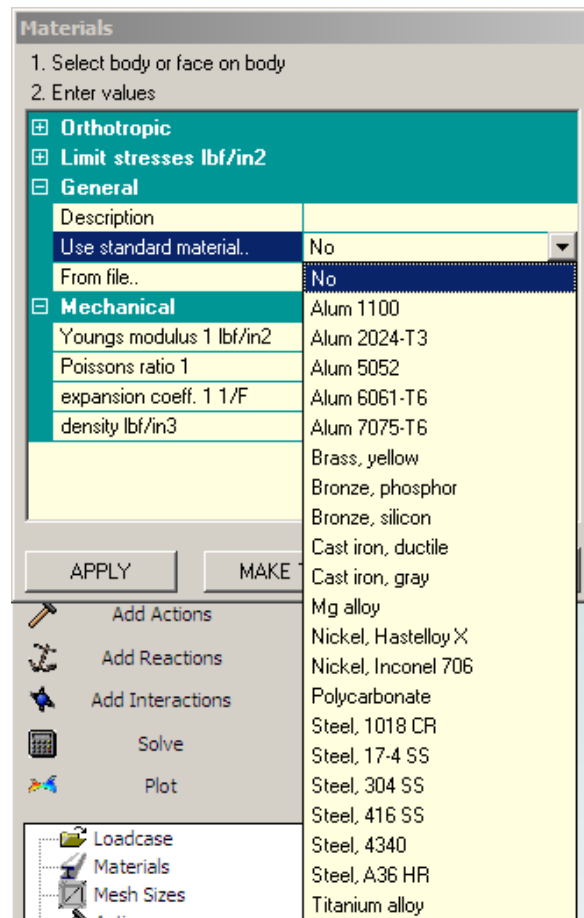 Materials
1. Select body or face on body
2. Enter values
Orthotropic
Limit stresses lbf/in2
General
Description
Use standard material.. No
From file..
Mechanical
Youngs modulus 1 lbf/in2
Poissons ratio 1
expansion coeff. 1 1/F
density lbf/in3
No
Alum 1100
Alum 2024-T3
Alum 5052
Alum 6061-T6
Alum 7075-T6
Brass, yellow
Bronze, phosphor
Bronze, silicon
Cast iron, ductile
Cast iron, gray
Mg alloy
Nickel, Hastelloy X
Nickel, Inconel 706
Polycarbonate
Steel, 1018 CR
Steel, 17-4 SS
Steel, 304 SS
Steel, 416 SS
Steel, 4340
Steel, A36 HR
Titanium alloy
APPLY MAKE
Add Actions
Add Reactions
Add Interactions
Solve
Plot
Loadcase
Materials
Mesh Sizes